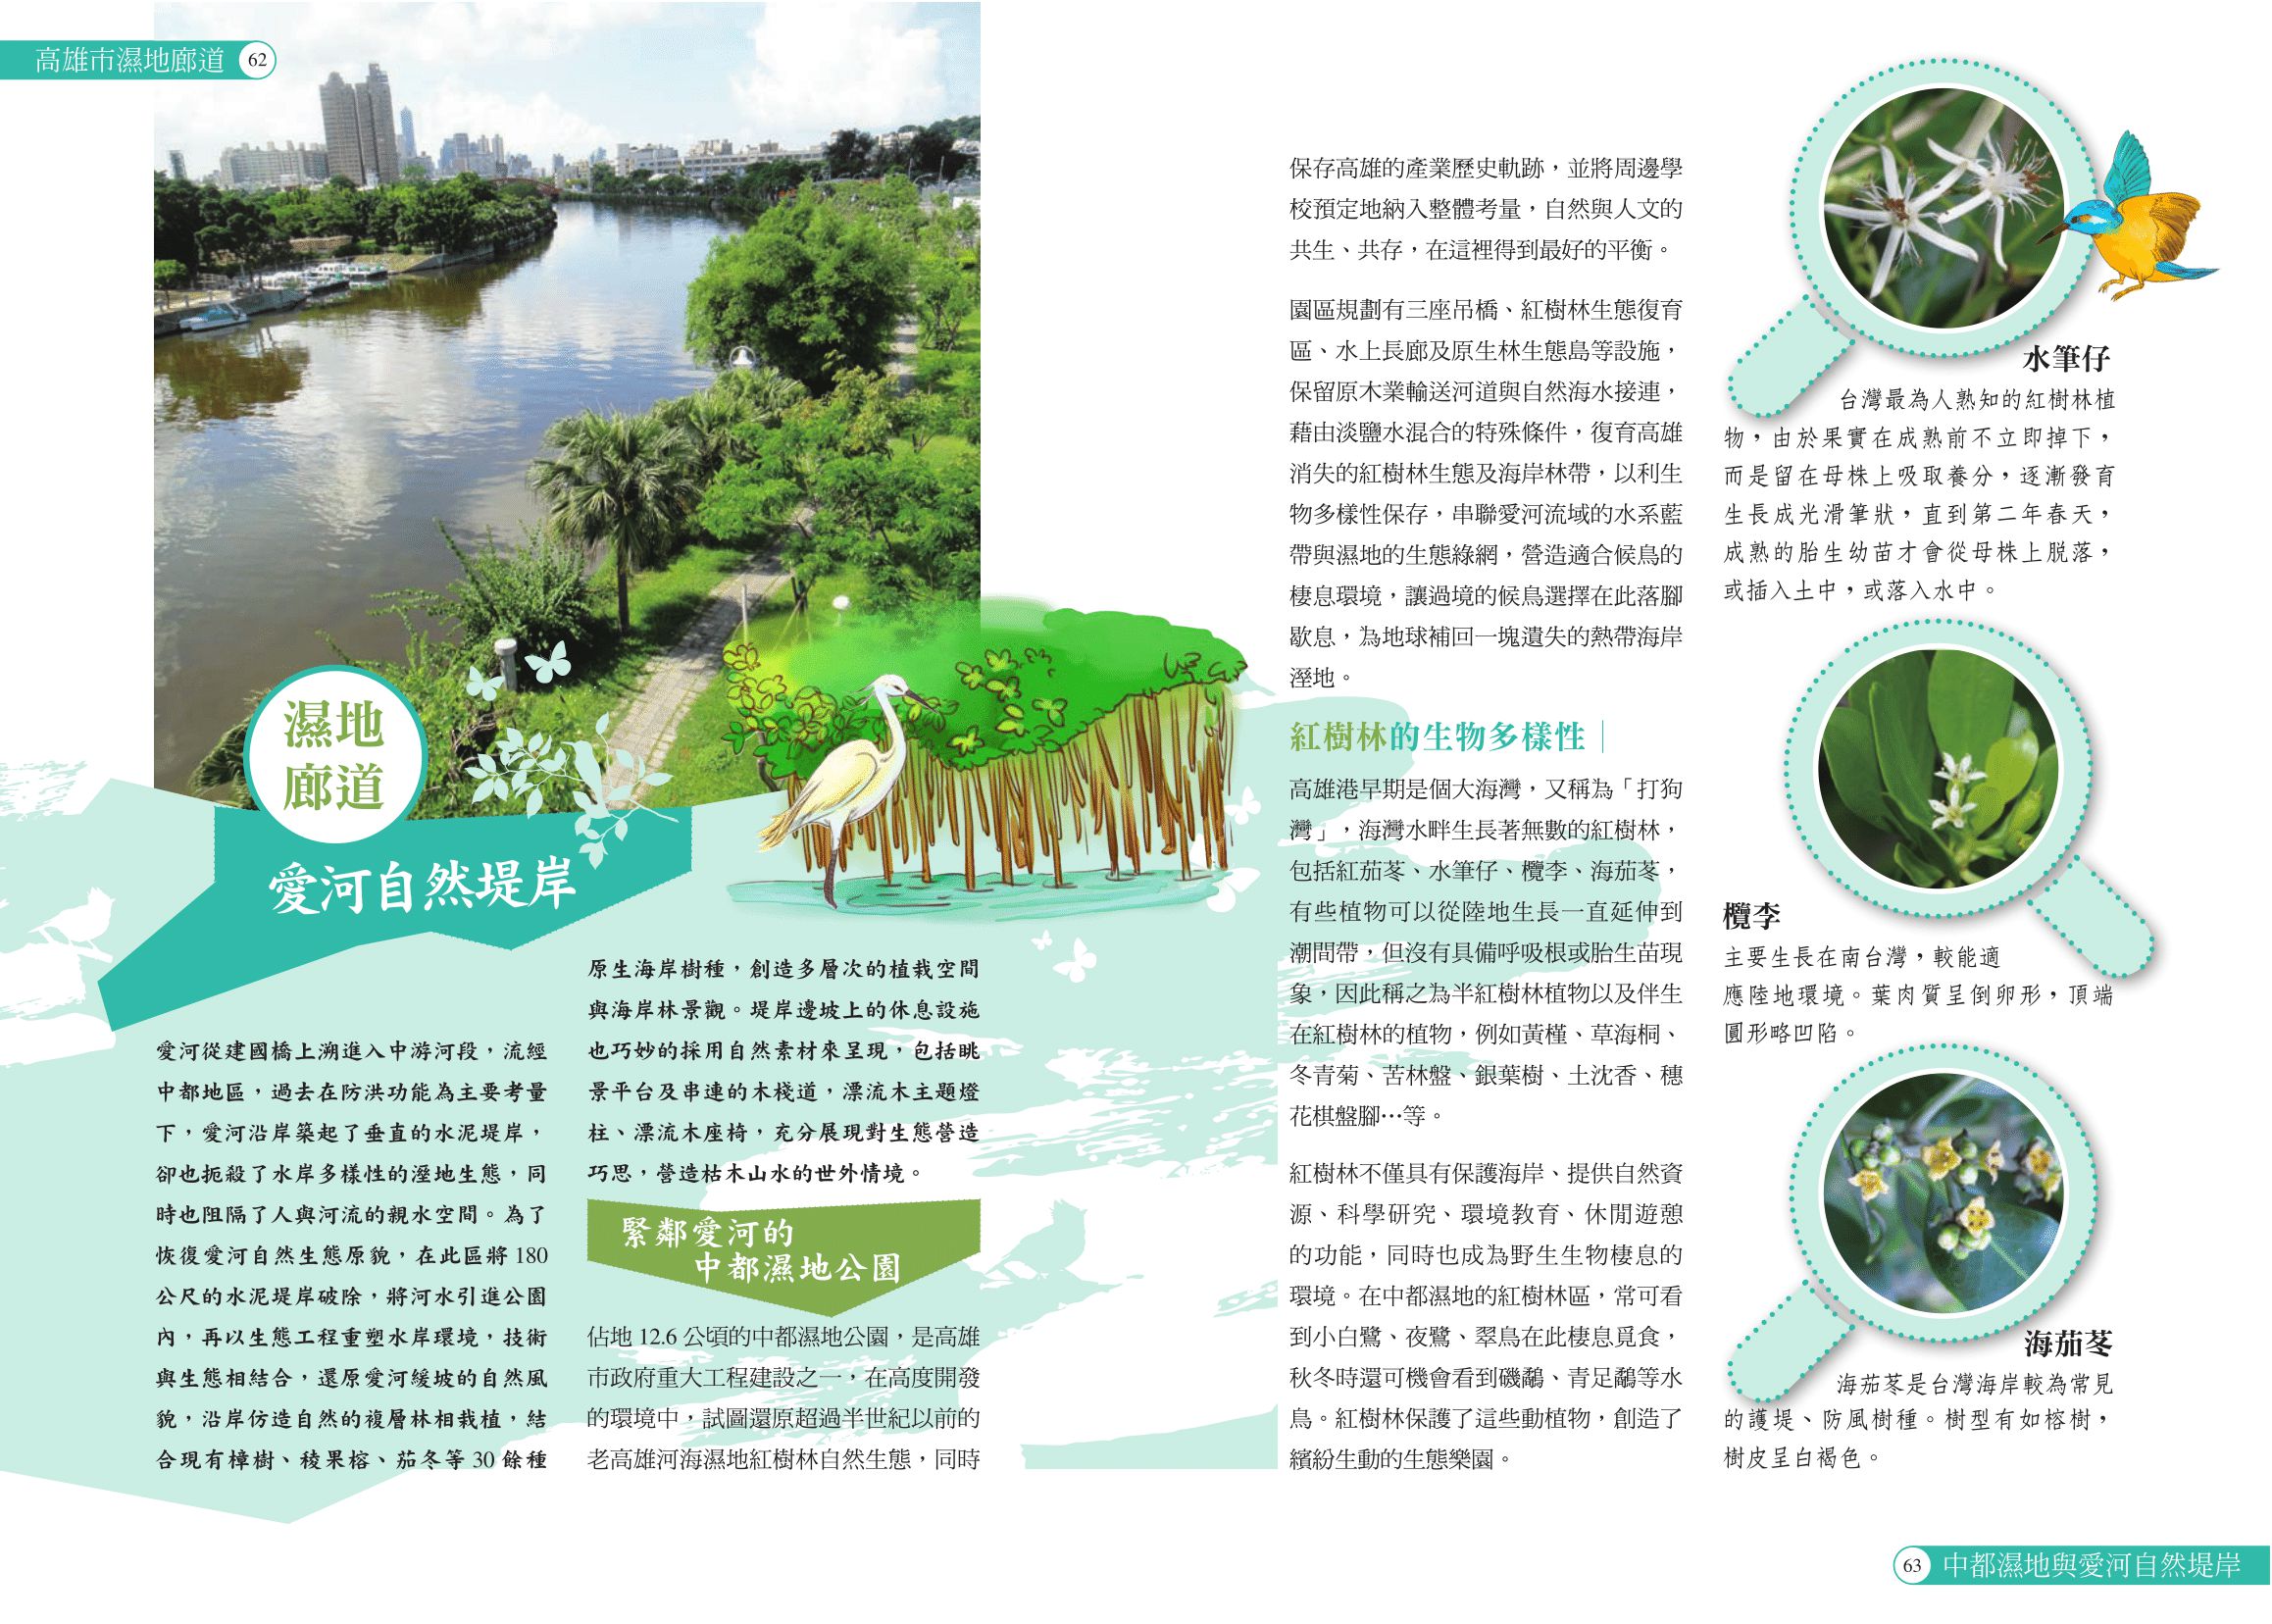 高雄市濕地廊道 62
濕地
廊道
愛河自然堤岸
愛河從建國橋上溯進入中游河段，流經
中都地區，過去在防洪功能為主要考量
下，愛河沿岸築起了垂直的水泥堤岸，
卻也扼殺了水岸多樣性的溼地生態，同
時也阻隔了人與河流的親水空間。為了
恢復愛河自然生態原貌，在此區將 180
公尺的水泥堤岸破除，將河水引進公園
內，再以生態工程重塑水岸環境，技術
與生態相結合，還原愛河緩坡的自然風
貌，沿岸仿造自然的複層林相栽植，結
合現有樟樹、稜果榕、茄冬等 30 餘種
原生海岸樹種，創造多層次的植栽空間
與海岸林景觀。堤岸邊坡上的休息設施
也巧妙的採用自然素材來呈現，包括眺
景平台及串連的木棧道，漂流木主題燈
柱、漂流木座椅，充分展現對生態營造
巧思，營造枯木山水的世外情境。
緊鄰愛河的
中都濕地公園
佔地 12.6 公頃的中都濕地公園，是高雄
市政府重大工程建設之一，在高度開發
的環境中，試圖還原超過半世紀以前的
老高雄河海濕地紅樹林自然生態，同時
保存高雄的產業歷史軌跡，並將周邊學
校預定地納入整體考量，自然與人文的
共生、共存，在這裡得到最好的平衡。
園區規劃有三座吊橋、紅樹林生態復育
區、水上長廊及原生林生態島等設施，
保留原木業輸送河道與自然海水接連，
藉由淡鹽水混合的特殊條件，復育高雄
消失的紅樹林生態及海岸林帶，以利生
物多樣性保存，串聯愛河流域的水系藍
帶與濕地的生態綠網，營造適合候鳥的
棲息環境，讓過境的候鳥選擇在此落腳
歇息，為地球補回一塊遺失的熱帶海岸
溼地。
紅樹林的生物多樣性
高雄港早期是個大海灣，又稱為「打狗
灣」，海灣水畔生長著無數的紅樹林，
包括紅茄苳、水筆仔、欖李、海茄苳，
有些植物可以從陸地生長一直延伸到
潮間帶，但沒有具備呼吸根或胎生苗現
象，因此稱之為半紅樹林植物以及伴生
在紅樹林的植物，例如黃槿、草海桐、
冬青菊、苦林盤、銀葉樹、土沈香、穗
花棋盤腳…等。
紅樹林不僅具有保護海岸、提供自然資
源、科學研究、環境教育、休閒遊憩
的功能，同時也成為野生生物棲息的
環境。在中都濕地的紅樹林區，常可看
到小白鷺、夜鷺、翠鳥在此棲息覓食，
秋冬時還可機會看到磯鷸、青足鷸等水
鳥。紅樹林保護了這些動植物，創造了
繽紛生動的生態樂園。
水筆仔
台灣最為人熟知的紅樹林植
物，由於果實在成熟前不立即掉下，
而是留在母株上吸取養分，逐漸發育
生長成光滑筆狀，直到第二年春天，
成熟的胎生幼苗才會從母株上脫落，
或插入土中，或落入水中。
欖李
主要生長在南台灣，較能適
應陸地環境。葉肉質呈倒卵形，頂端
圓形略凹陷。
海茄苳
海茄苳是台灣海岸較為常見
的護堤、防風樹種。樹型有如榕樹，
樹皮呈白褐色。
63 中都濕地與愛河自然堤岸